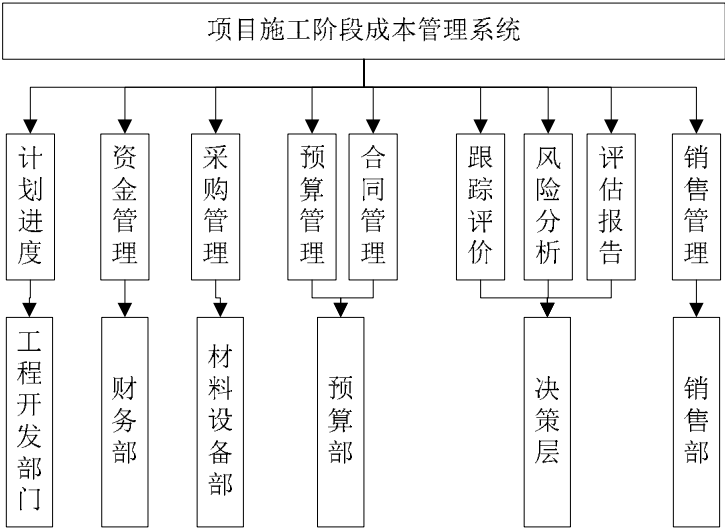 项目施工阶段成本管理系统
计划进度
资金管理
采购管理
预算管理
合同管理
跟踪评价
风险分析
评估报告
销售管理
工程开发部门
财务部
材料设备部
预算部
决策层
销售部